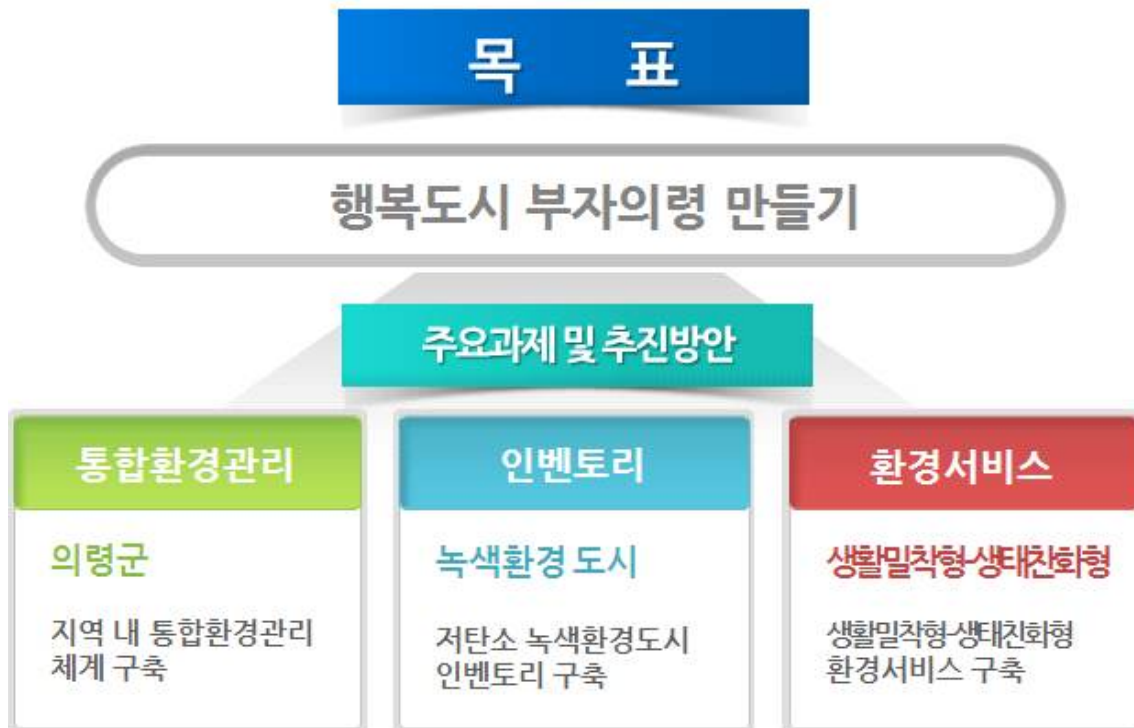 목 표
행복도시 부자의령 만들기
주요과제 및 추진방안
통합환경관리
의령군
지역 내 통합환경관리
체계 구축
인벤토리
녹색환경 도시
저탄소 녹색환경도시
인벤토리 구축
환경서비스
생활밀착형-생태찬화형
생활밀착형-생태진화형
환경서비스 구축